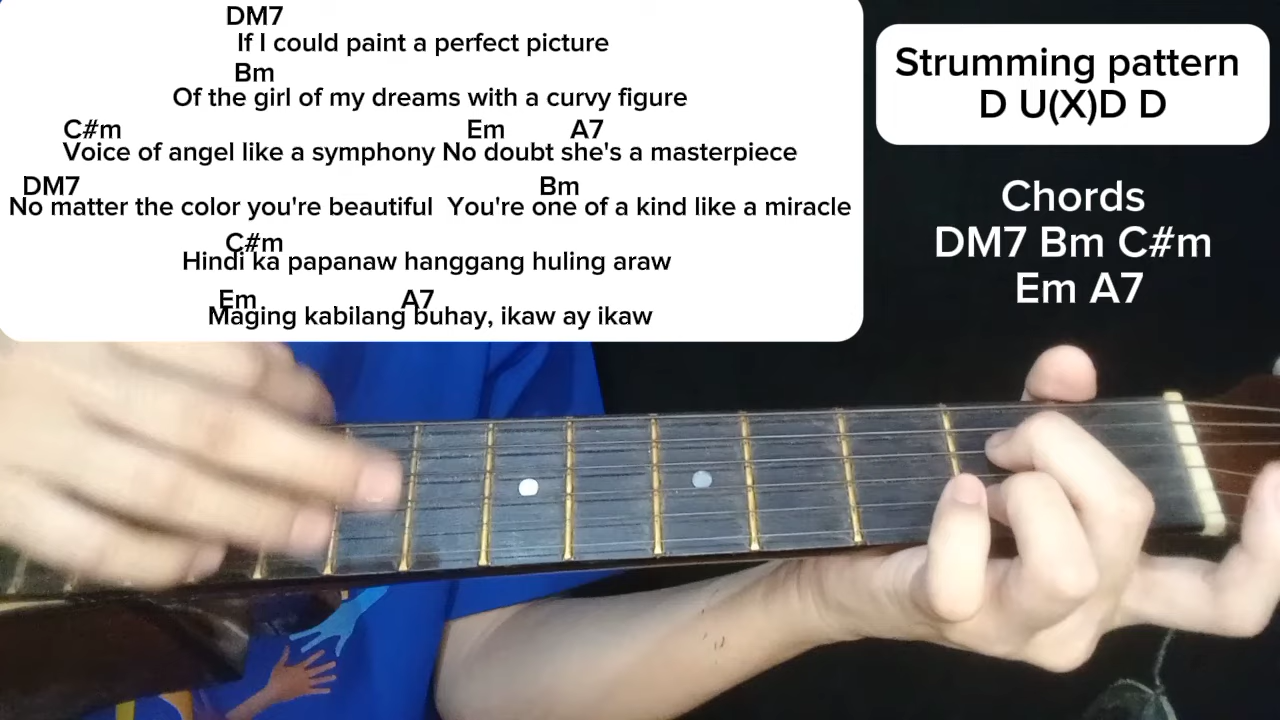 DM7
If I could paint a perfect picture
Bm
Of the girl of my dreams with a curvy figure
C#m Em A7
Voice of angel like a symphony No doubt she's a masterpiece
DM7 Bm
No matter the color you're beautiful You're one of a kind like a miracle
C#m
Hindi ka papanaw hanggang huling araw
Em A7
Maging kabilang buhay, ikaw ay ikaw
Strumming pattern
D U(X)D D
Chords
DM7 Bm C#m
Em A7